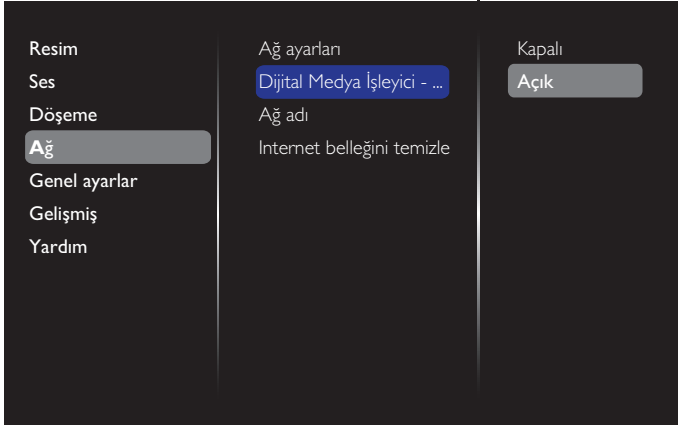 Resim
Ses
Döşeme
Ağ
Genel ayarlar
Gelişmiş
Yardım
Ağ ayarları
Dijital Medya İşleyici - ...
Ağ adı
Internet belleğini temizle
Kapalı
Açık